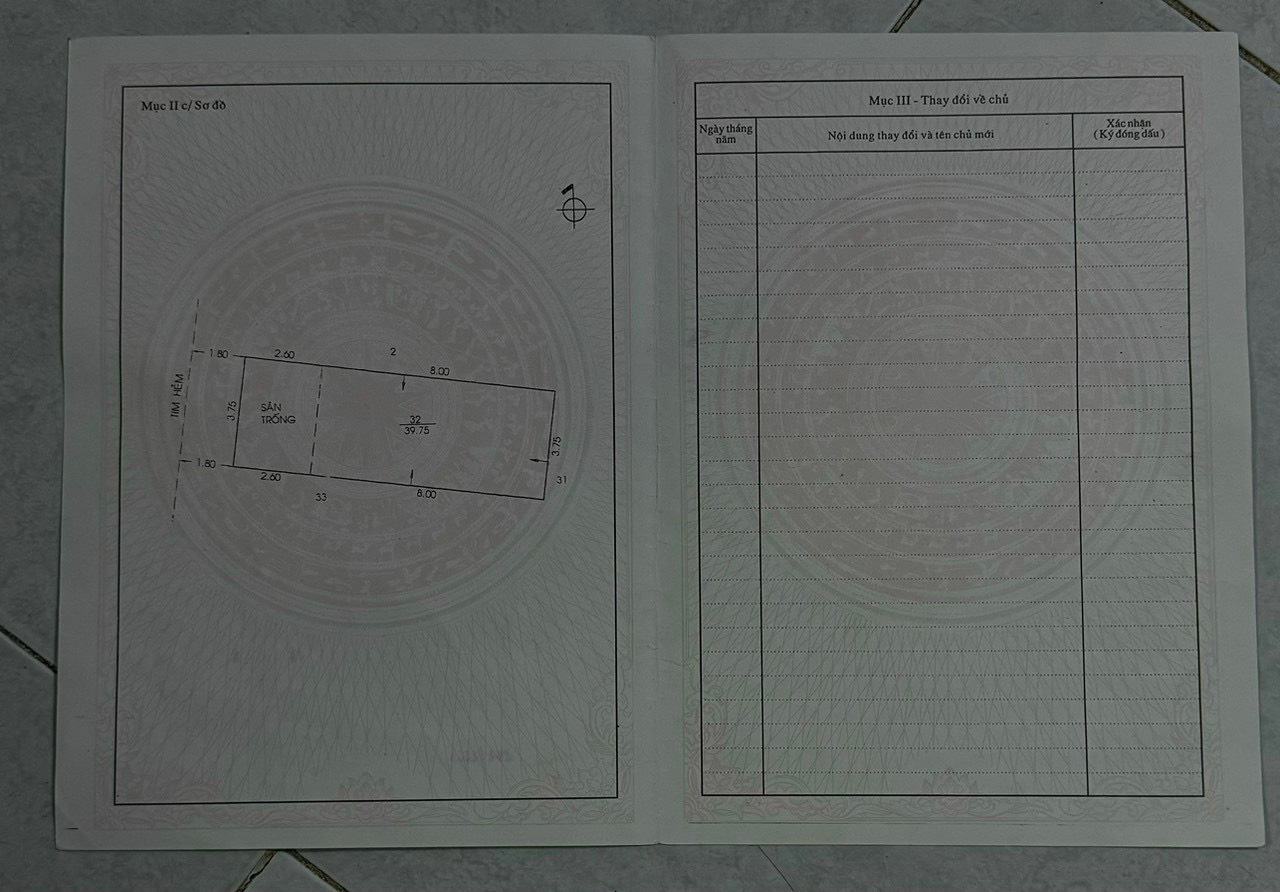 Mục II c/ Sơ đồ
1.80
2.60
2
8.00
TIM HẺM
3.75
SÂN
TRỐNG
32
39.75
3.75
1.80
2.60
33
8.00
31
Mục III - Thay đổi về chủ
Ngày tháng
năm
Nội dung thay đổi và tên chủ mới
Xác nhận
( Ký đóng dấu )